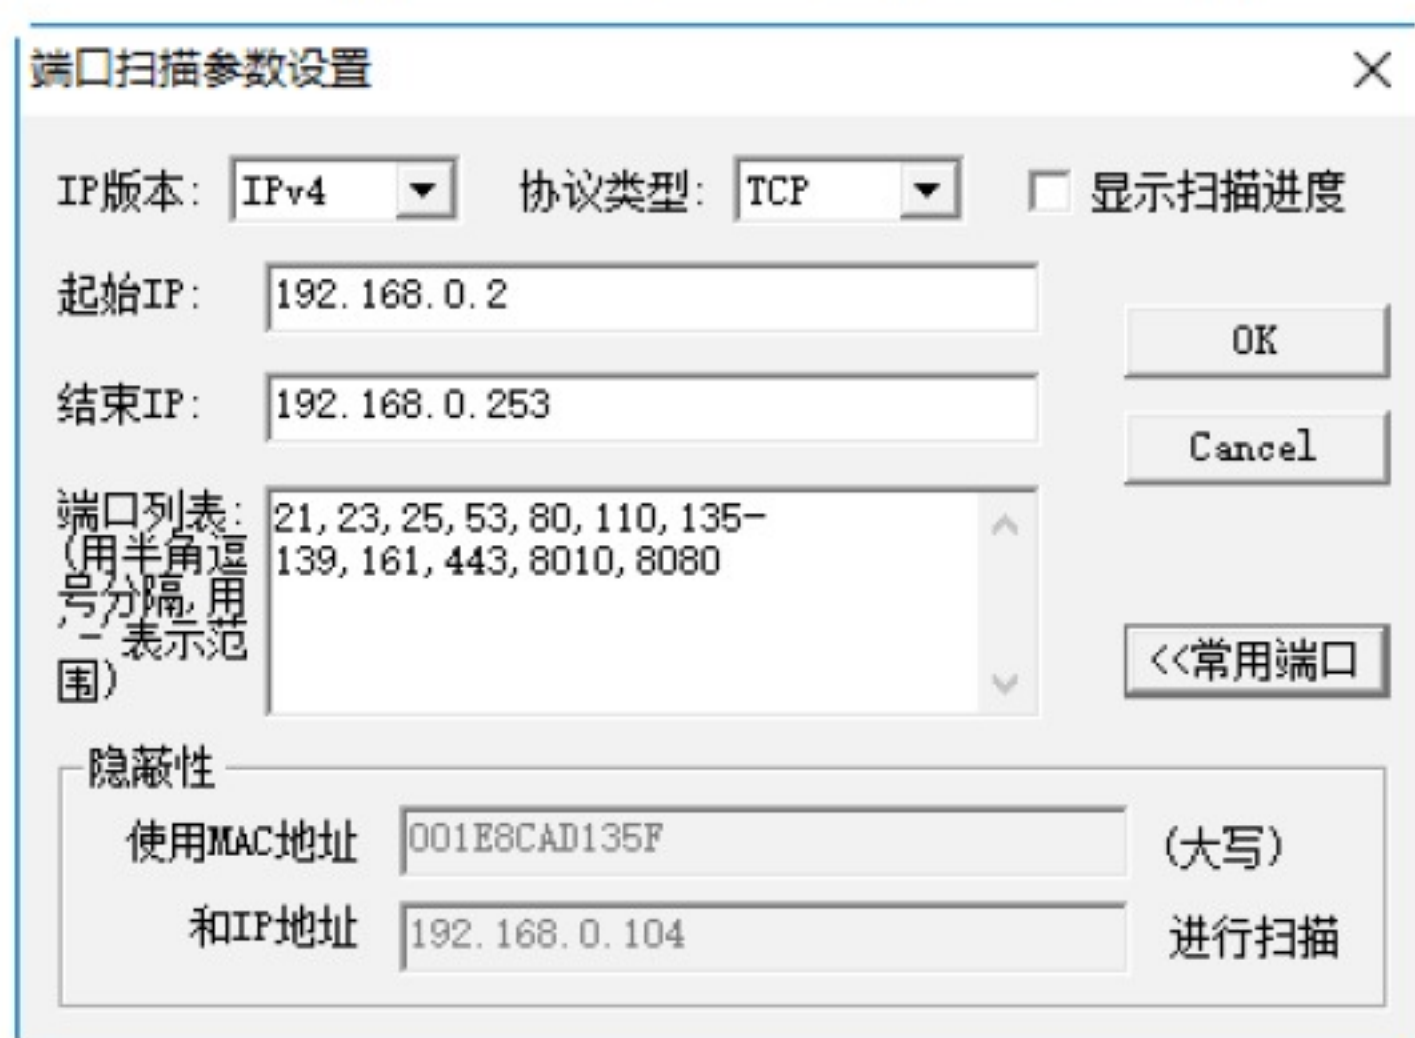 端口扫描参数设置
IP版本: IPv4 协议类型: TCP 显示扫描进度
起始IP: 192.168.0.2
OK
结束IP: 192.168.0.253
Cancel
端口列表:
(用半角逗
号分隔,用
'-'表示范
围)
21,23,25,53,80,110,135-
139,161,443,8010,8080
<<常用端口
隐蔽性
使用MAC地址 001E8CAD135F (大写)
和IP地址 192.168.0.104 进行扫描